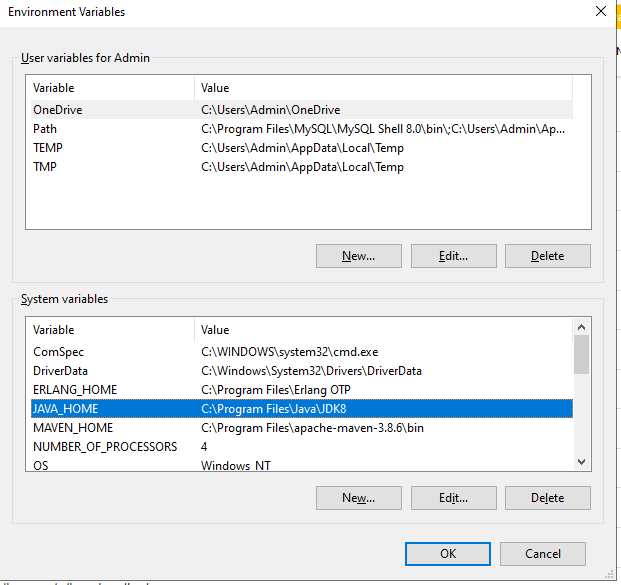 Environment Variables
User variables for Admin
Variable Value
OneDrive C:\Users\Admin\OneDrive
Path C:\Program Files\MySQL\MySQL Shell 8.0\bin\;C:\Users\Admin\Ap...
TEMP C:\Users\Admin\AppData\Local\Temp
TMP C:\Users\Admin\AppData\Local\Temp
New... Edit... Delete
System variables
Variable Value
ComSpec C:\WINDOWS\system32\cmd.exe
DriverData C:\Windows\System32\Drivers\DriverData
ERLANG_HOME C:\Program Files\Erlang OTP
JAVA_HOME C:\Program Files\Java\JDK8
MAVEN_HOME C:\Program Files\apache-maven-3.8.6\bin
NUMBER_OF_PROCESSORS 4
OS Windows_NT
New... Edit... Delete
OK Cancel